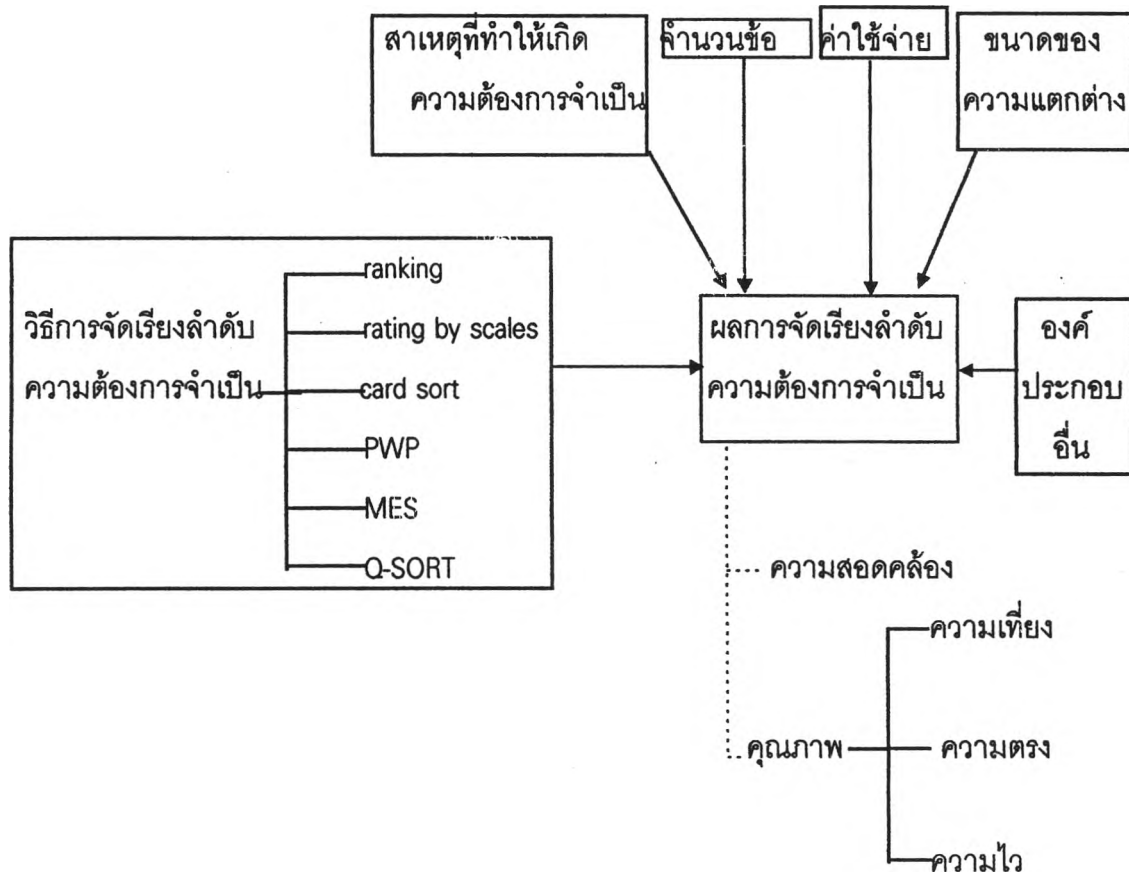 สาเหตุที่ทำให้เกิด
ความต้องการจำเป็น
จำนวนข้อ
ค่าใช้จ่าย
ขนาดของ
ความแตกต่าง
วิธีการจัดเรียงลำดับ
ความต้องการจำเป็น
ranking
rating by scales
card sort
PWP
MES
Q-SORT
ผลการจัดเรียงลำดับ
ความต้องการจำเป็น
องค์
ประกอบ
อื่น
ความสอดคล้อง
คุณภาพ
ความเที่ยง
ความตรง
ความไว